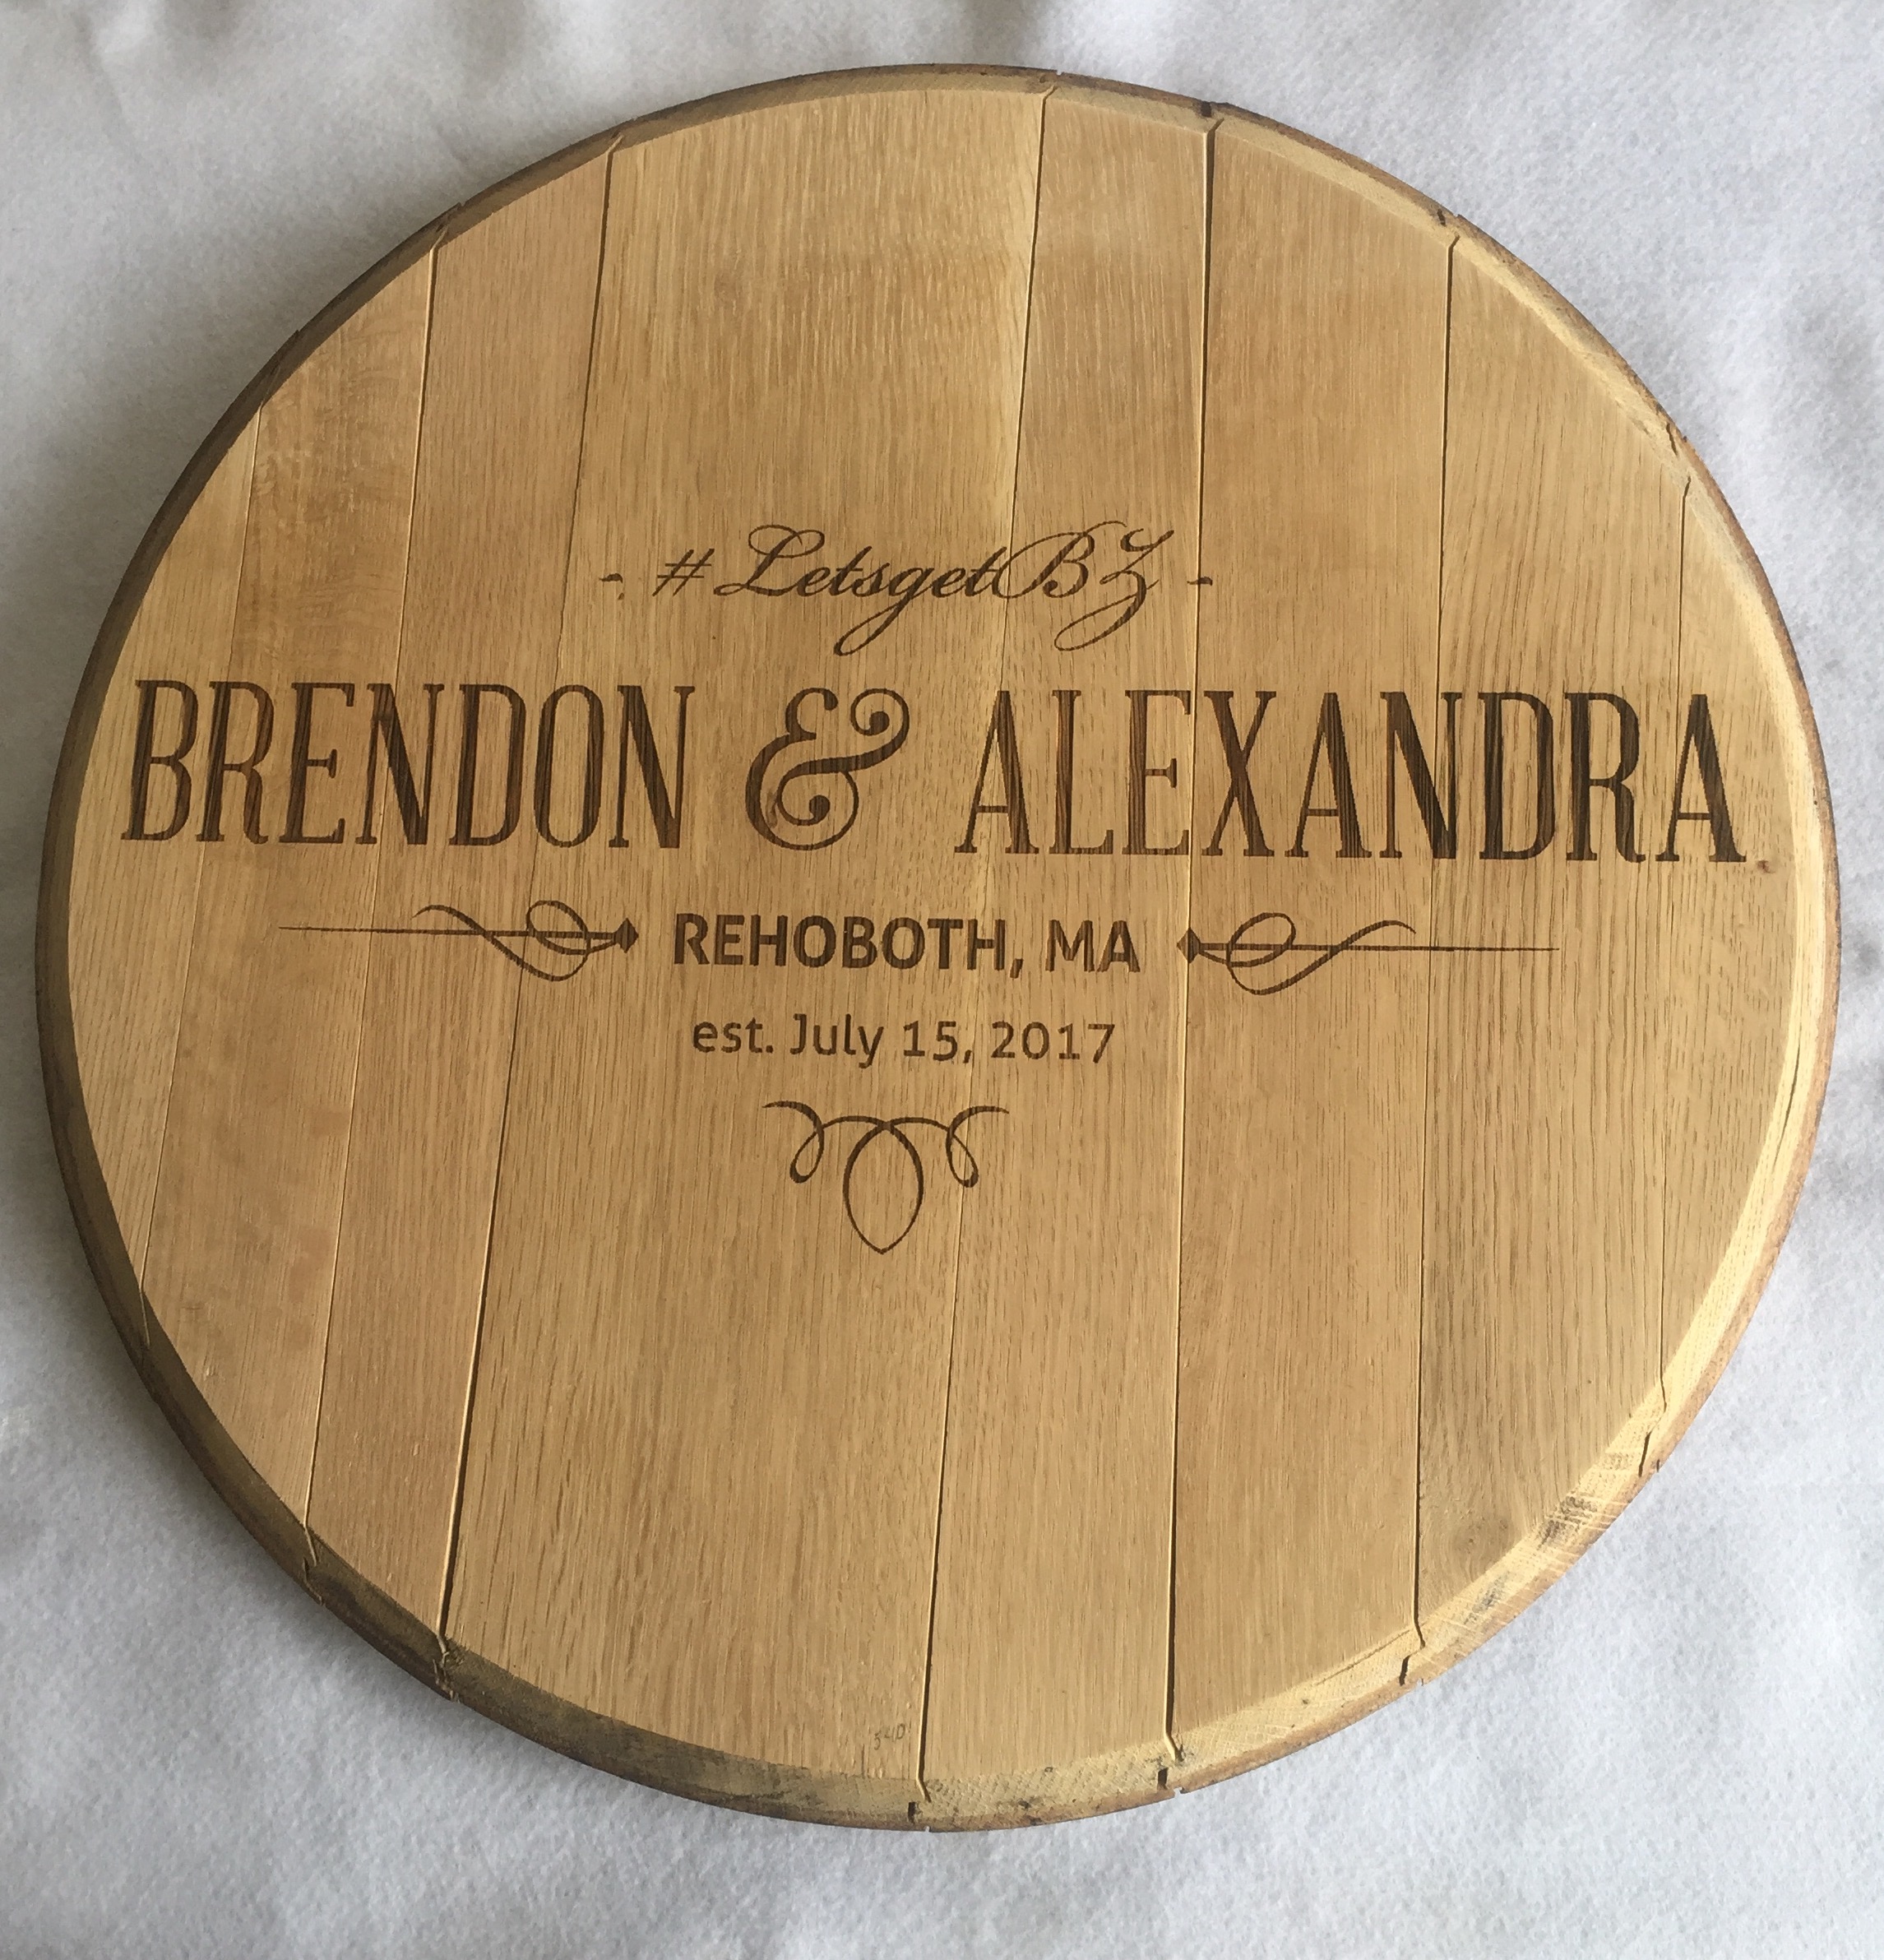 - #LetsgetBZ -
BRENDON & ALEXANDRA
REHOBOTH, MA
est. July 15, 2017